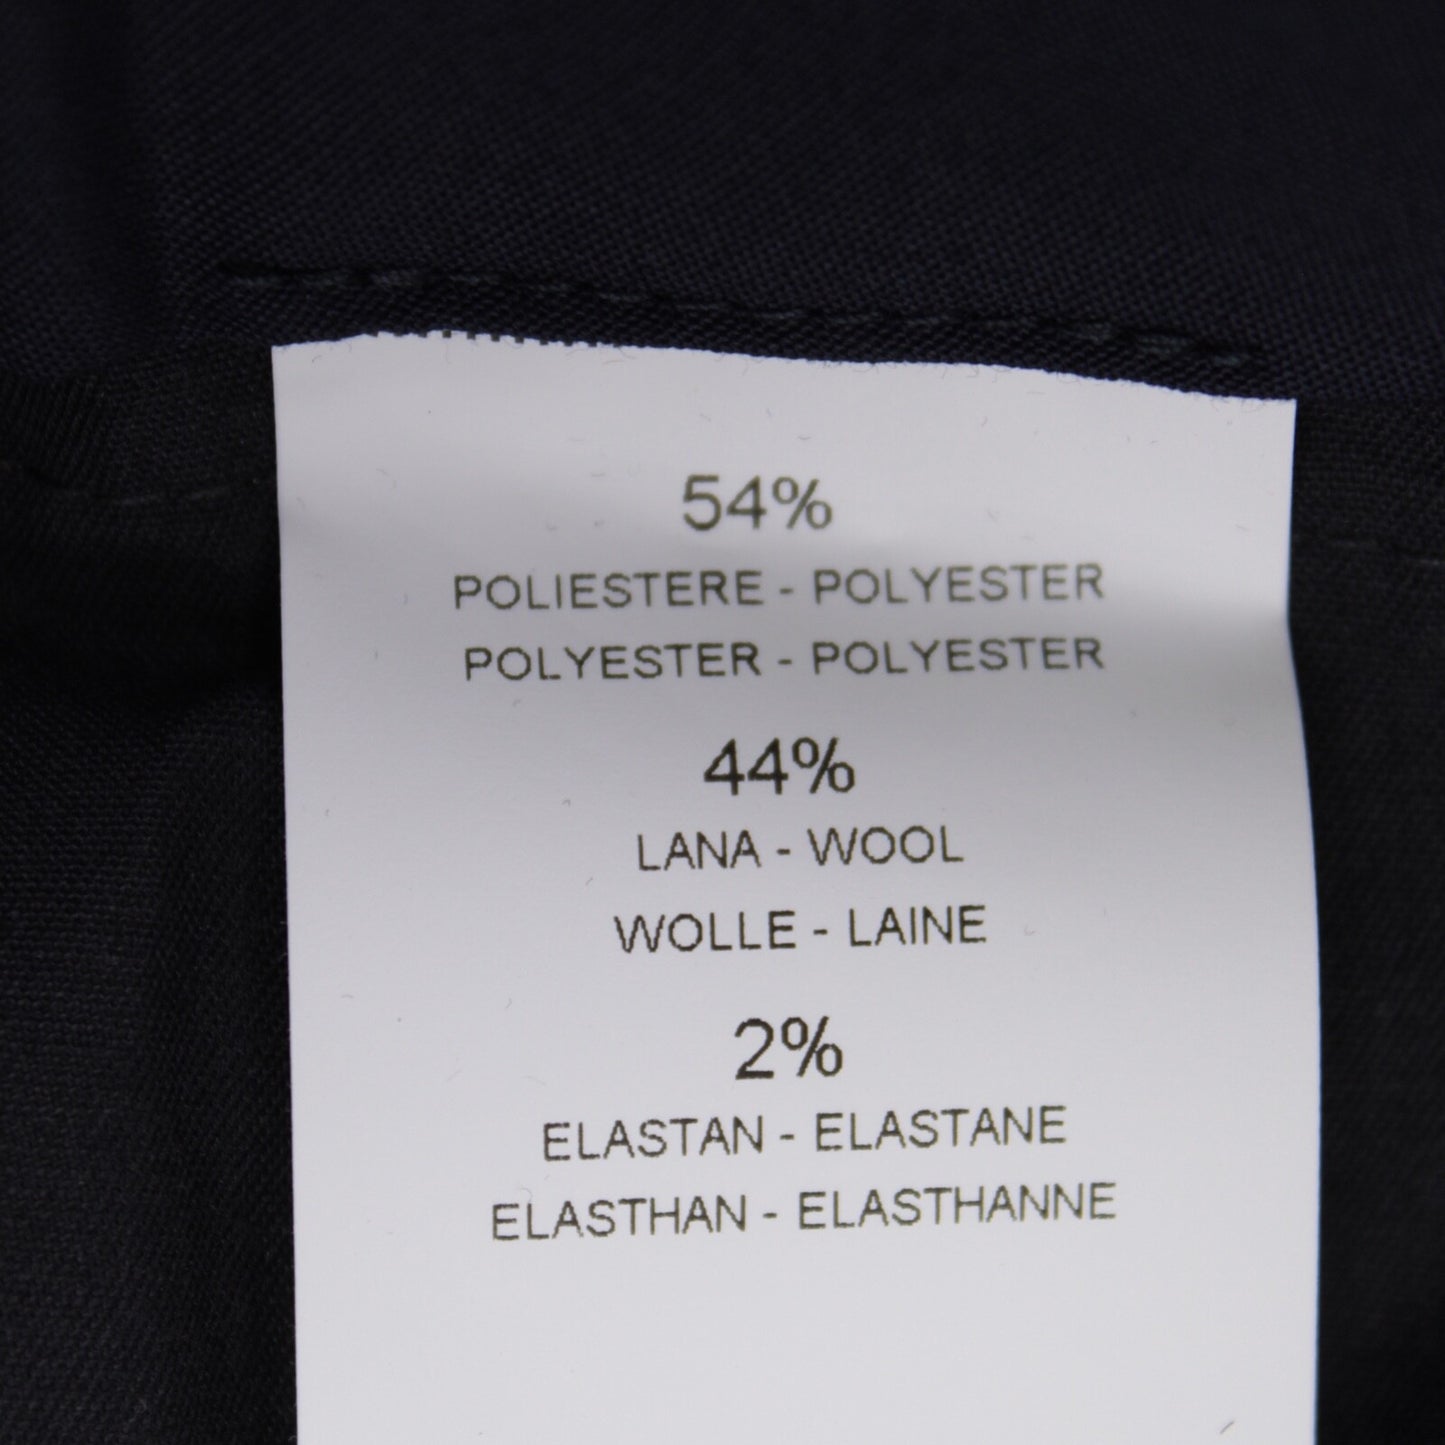 54%
POLIESTERE - POLYESTER
POLYESTER - POLYESTER
44%
LANA - WOOL
WOLLE - LAINE
2%
ELASTAN - ELASTANE
ELASTHAN - ELASTHANNE